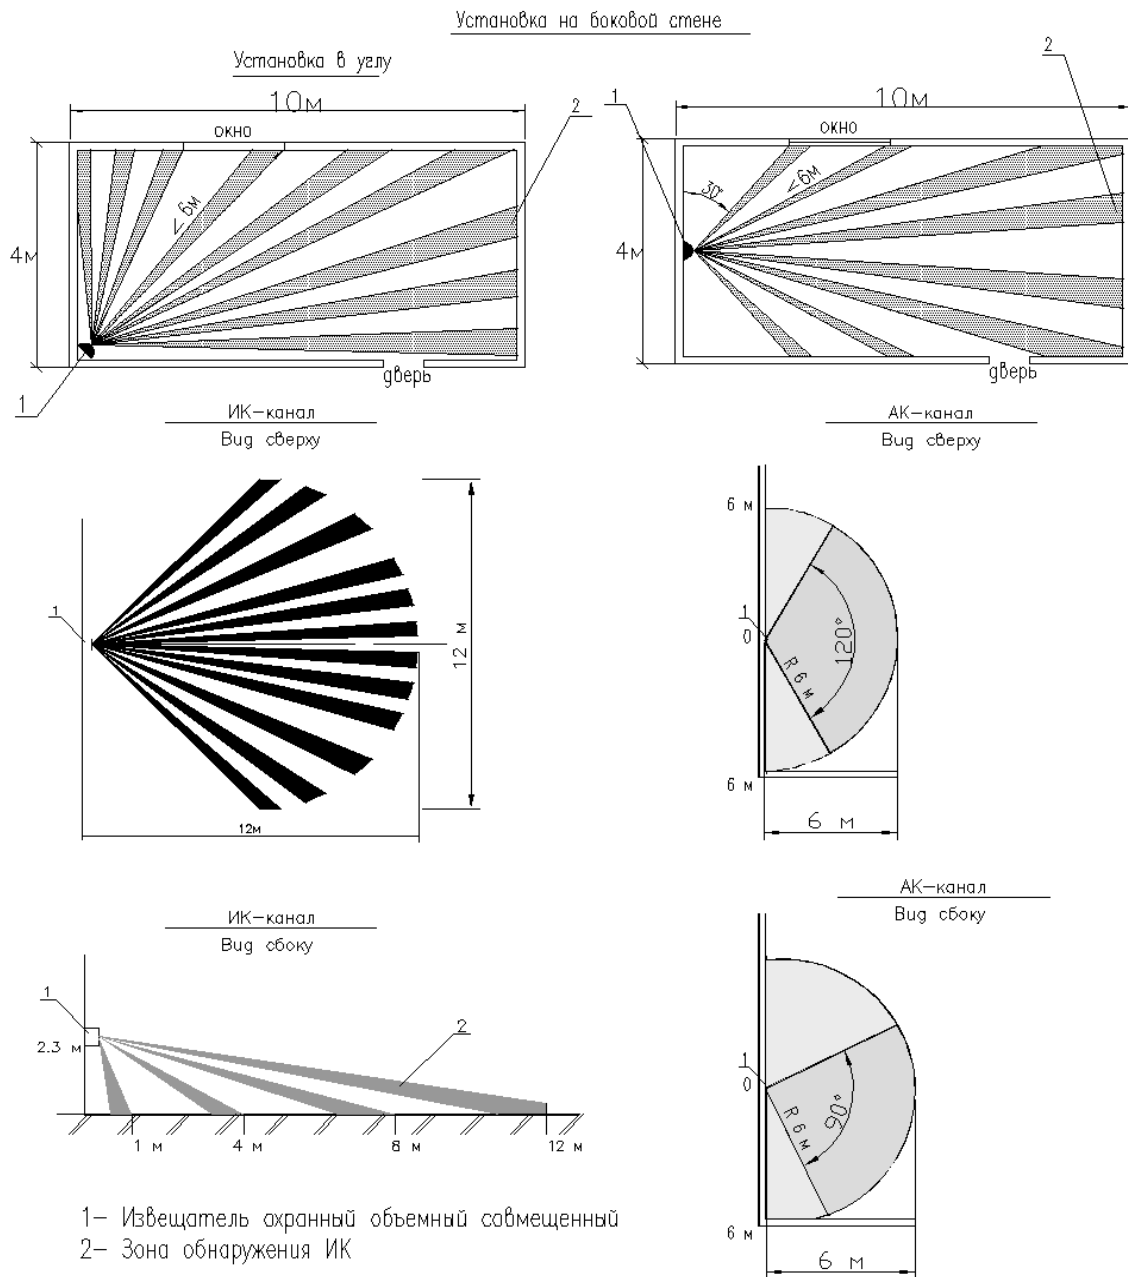 Установка на боковой стене
Установка в углу
10м
окно
2
< 6м
4м
дверь
1
1
10м
окно
2
30°
<6м
4м
дверь
ИК-канал
Вид сверху
1
12 м
12м
АК-канал
Вид сверху
6 м
1
0
120°
R 6 м
6 м
6 м
ИК-канал
Вид сбоку
1
2
2.3 м
1 м
4 м
8 м
12 м
АК-канал
Вид сбоку
1
0
90°
R 6 м
6 м
6 м
1- Извещатель охранный объемный совмещенный
2- Зона обнаружения ИК